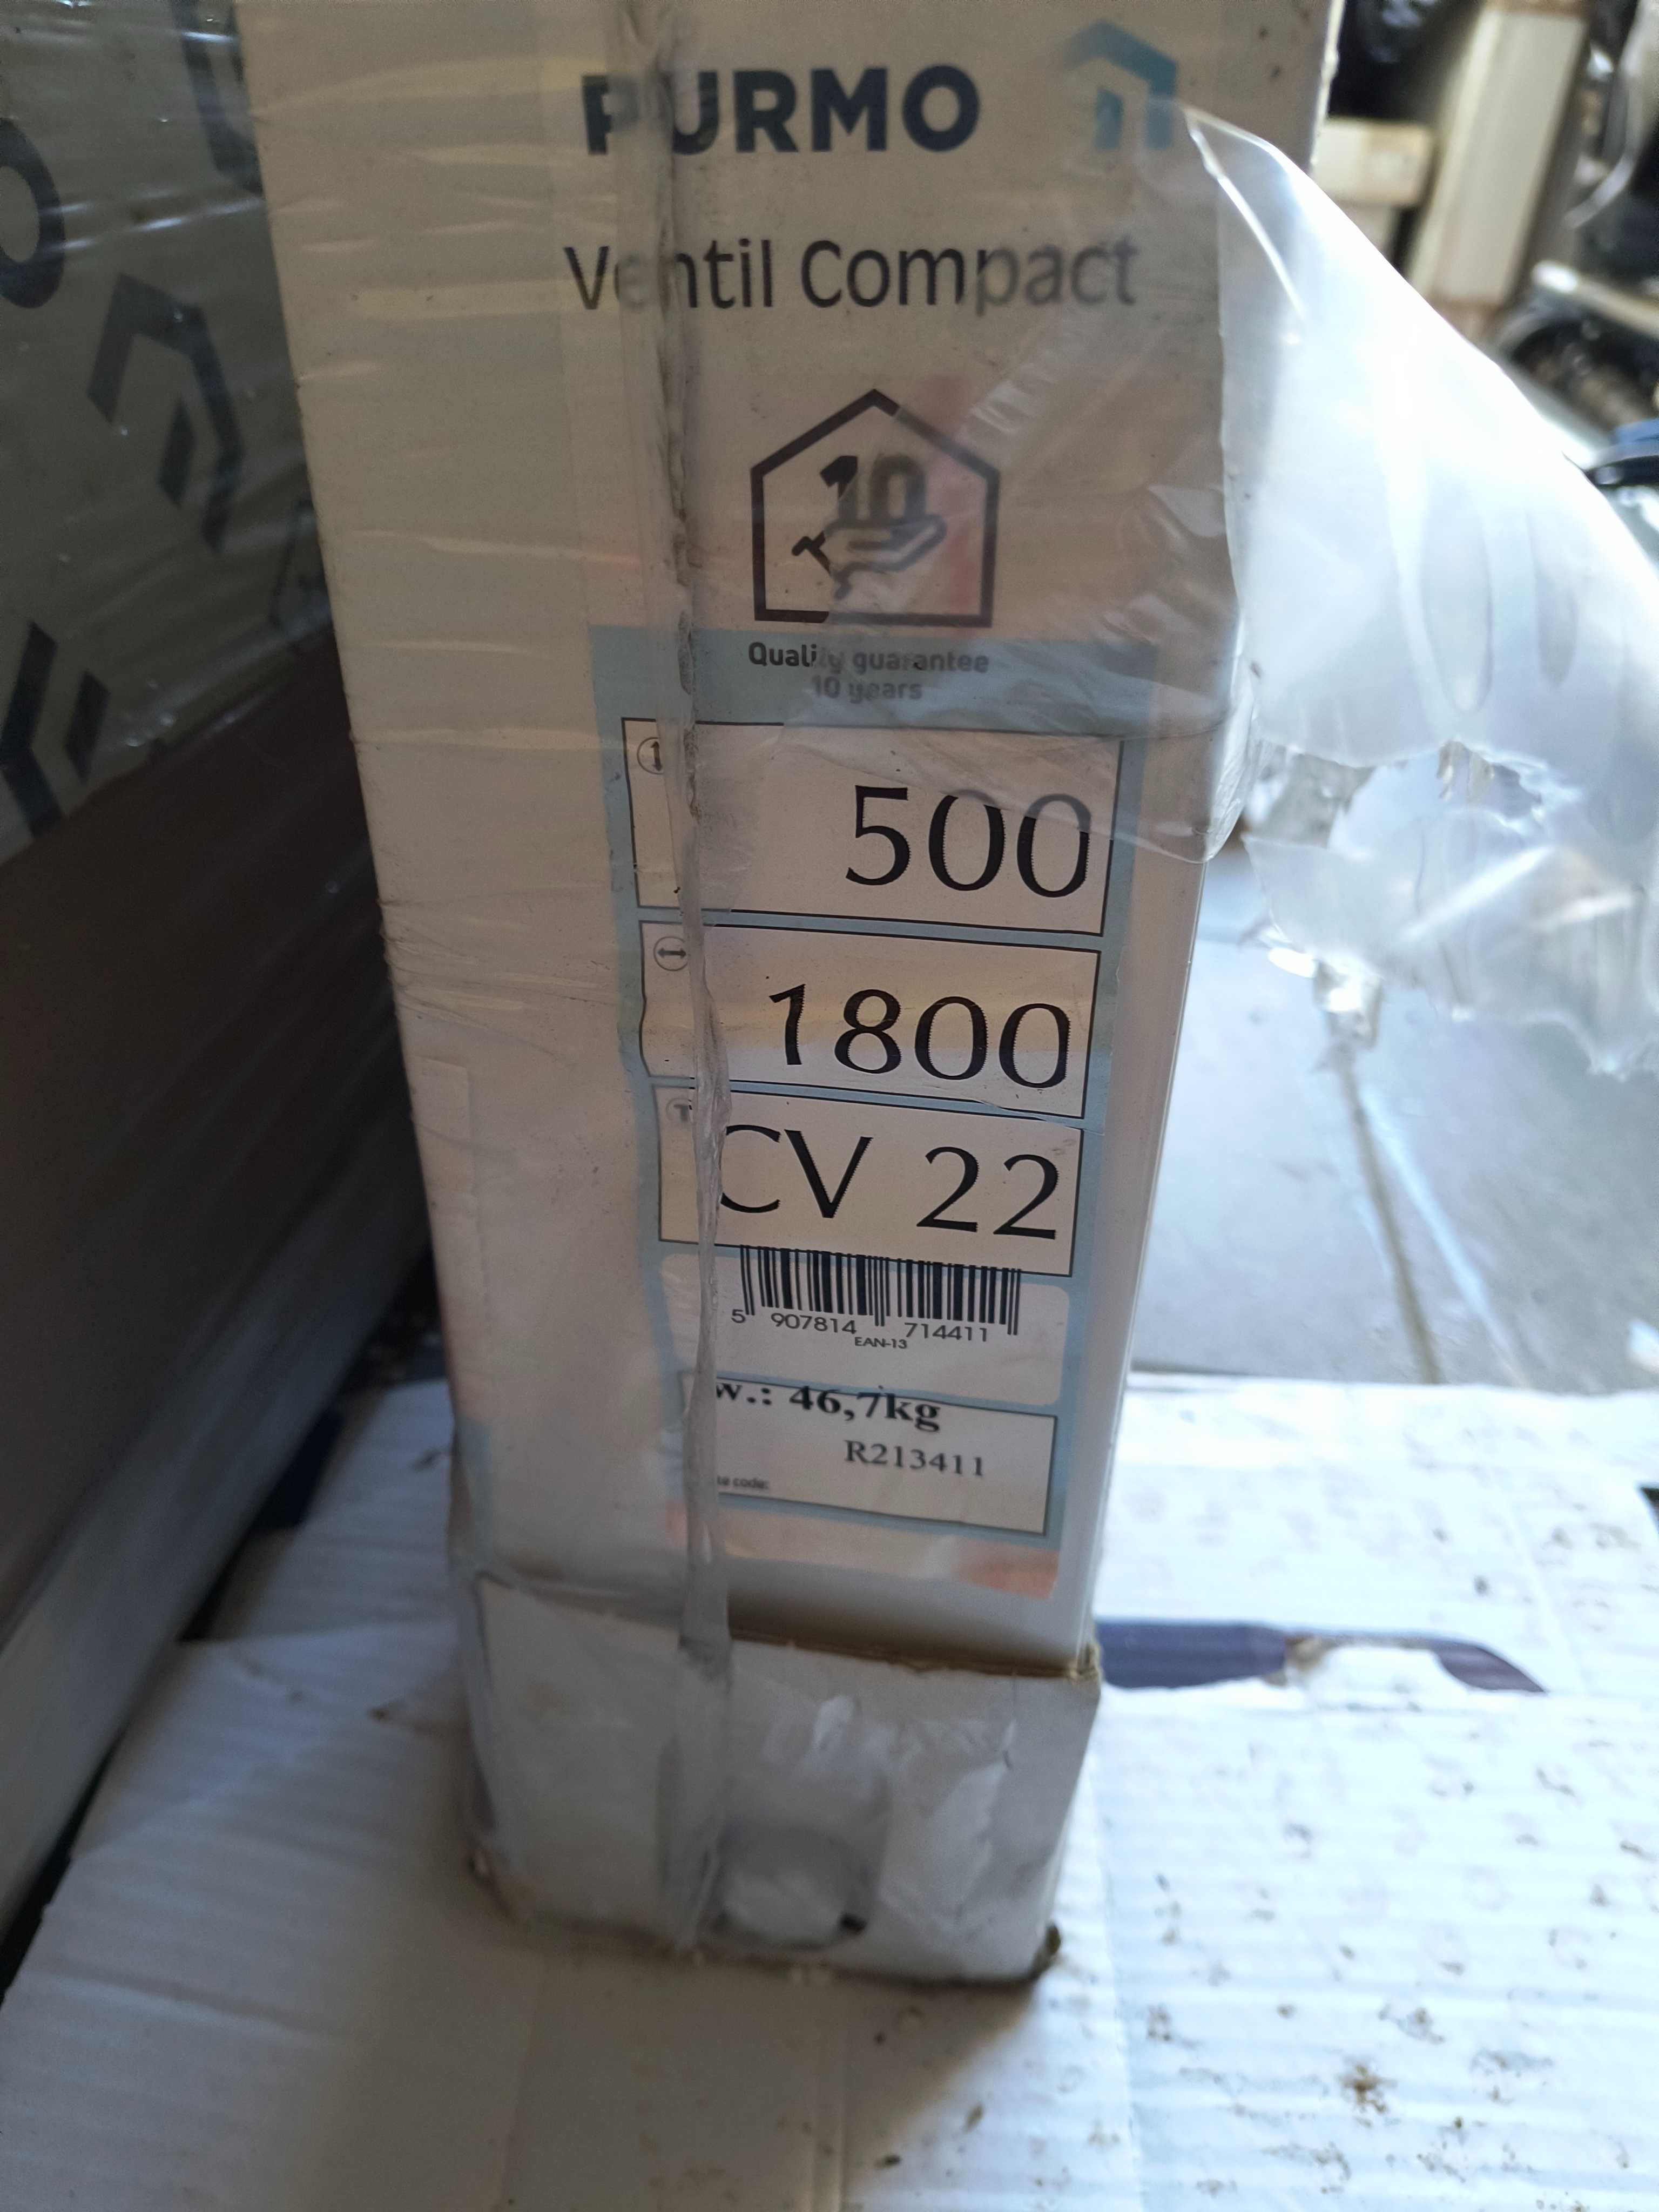 PURMO
Ventil Compact
10
Quality guarantee
10 years
500
1800
T
CV 22
5 907814 714411
EAN-13
w.: 46,7kg
R213411
code: